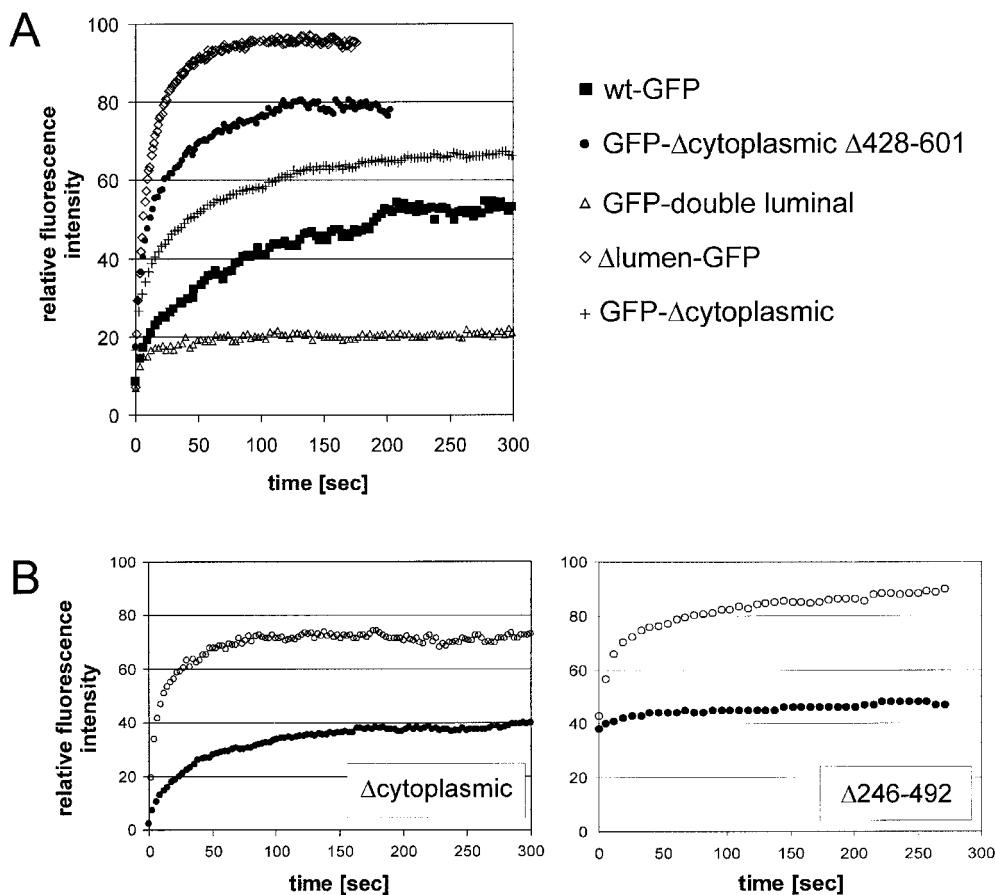 A
100
80
60
40
20
0
relative fluorescence
intensity
0 50 100 150 200 250 300
time [sec]
wt-GFP
GFP-Δcytoplasmic Δ428-601
GFP-double luminal
Δlumen-GFP
GFP-Δcytoplasmic
B
100
80
60
40
20
0
relative fluorescence
intensity
0 50 100 150 200 250 300
time [sec]
Δcytoplasmic
100
80
60
40
20
0
0 50 100 150 200 250 300
time [sec]
Δ246-492